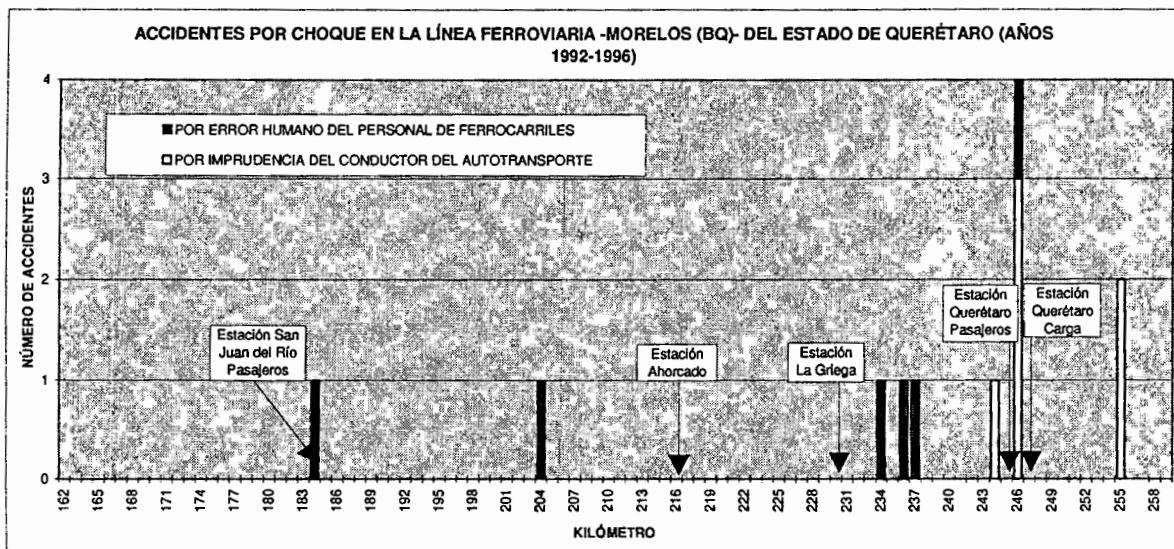 ACCIDENTES POR CHOQUE EN LA LÍNEA FERROVIARIA -MORELOS (BQ)- DEL ESTADO DE QUERÉTARO (AÑOS
1992-1996)
NÚMERO DE ACCIDENTES
4
3
2
1
0
POR ERROR HUMANO DEL PERSONAL DE FERROCARRILES
POR IMPRUDENCIA DEL CONDUCTOR DEL AUTOTRANSPORTE
Estación San
Juan del Río
Pasajeros
Estación
Ahorcado
Estación
La Griega
Estación
Querétaro
Pasajeros
Estación
Querétaro
Carga
162 165 168 171 174 177 180 183 186 189 192 195 198 201 204 207 210 213 216 219 222 225 228 231 234 237 240 243 246 249 252 255 258
KILÓMETRO